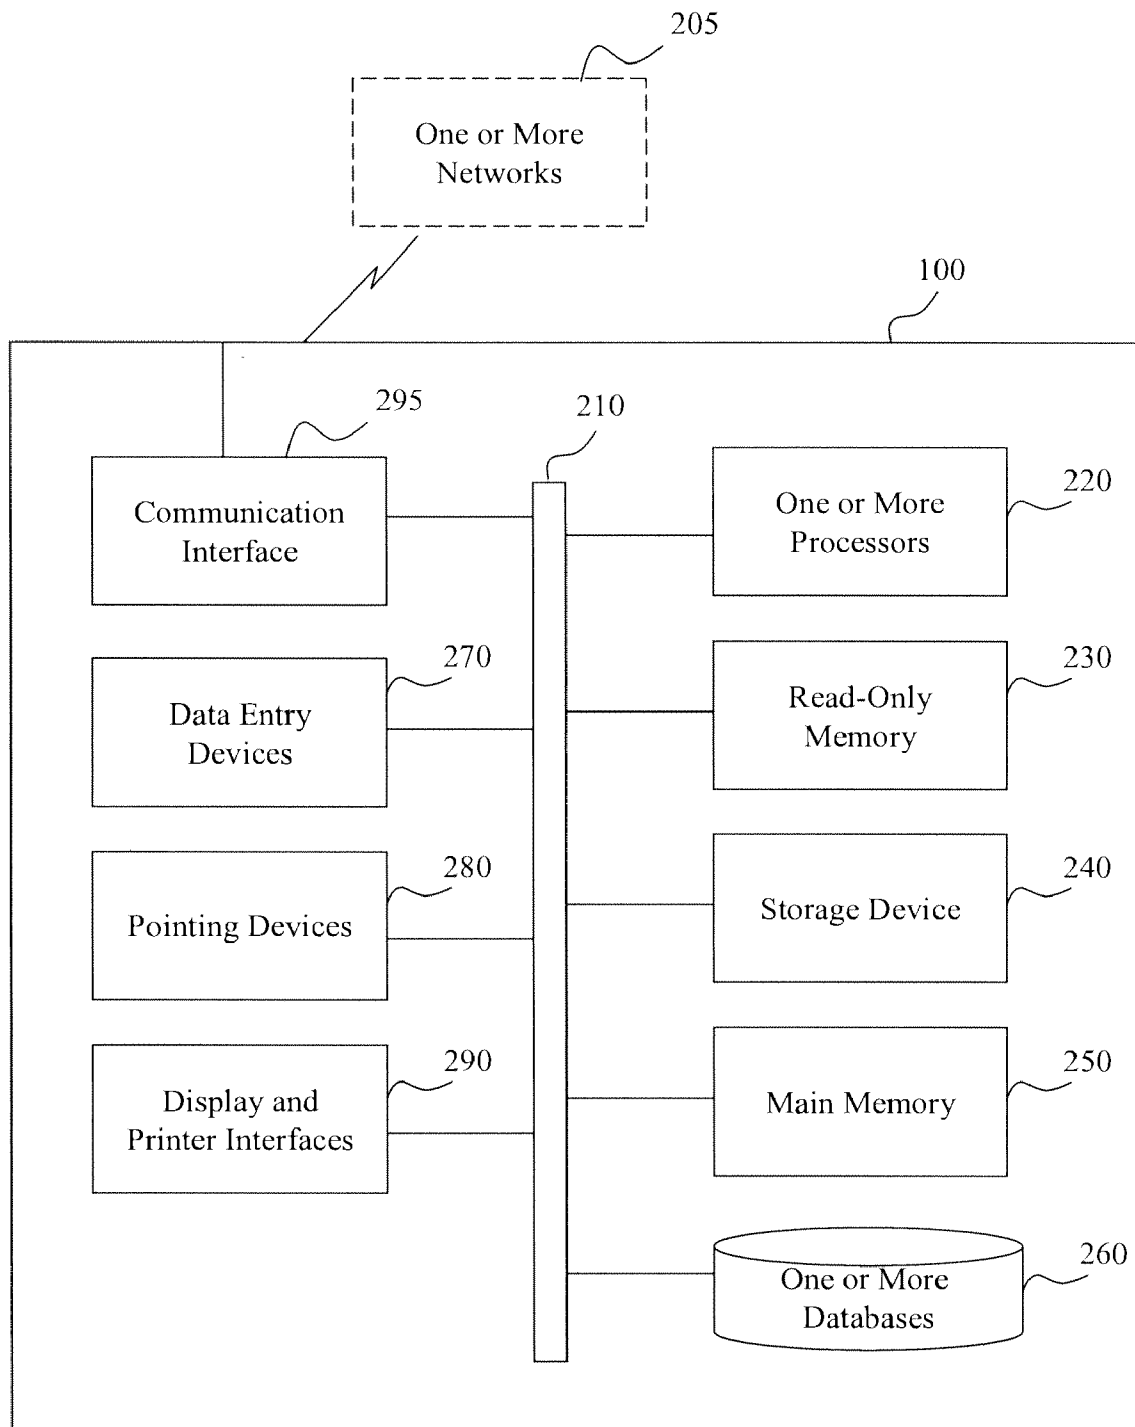 205
One or More
Networks
100
295
210
Communication
Interface
One or More
Processors
220
270
Data Entry
Devices
Read-Only
Memory
230
280
Pointing Devices
Storage Device
240
290
Display and
Printer Interfaces
Main Memory
250
One or More
Databases
260